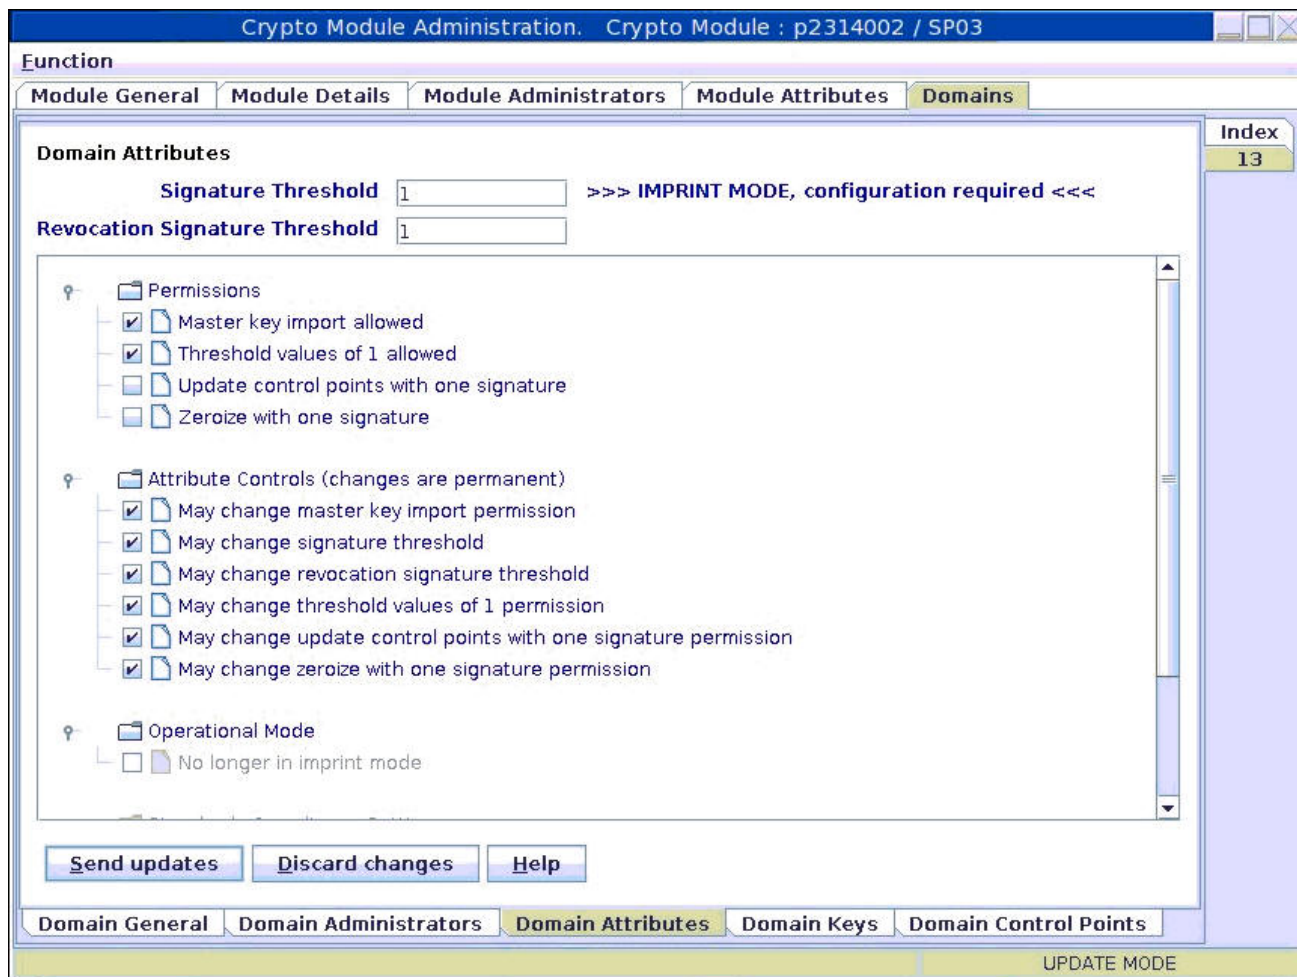 Crypto Module Administration. Crypto Module : p2314002 / SP03
Function
Module General Module Details Module Administrators Module Attributes Domains
Index
13
Domain Attributes
Signature Threshold 1 >>> IMPRINT MODE, configuration required <<<
Revocation Signature Threshold 1
Permissions
Master key import allowed
Threshold values of 1 allowed
Update control points with one signature
Zeroize with one signature
Attribute Controls (changes are permanent)
May change master key import permission
May change signature threshold
May change revocation signature threshold
May change threshold values of 1 permission
May change update control points with one signature permission
May change zeroize with one signature permission
Operational Mode
No longer in imprint mode
Send updates Discard changes Help
Domain General Domain Administrators Domain Attributes Domain Keys Domain Control Points
UPDATE MODE